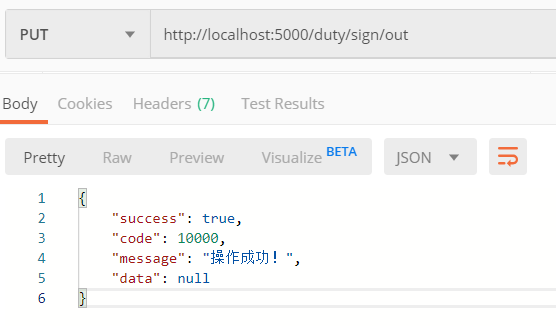 PUT http://localhost:5000/duty/sign/out
Body Cookies Headers (7) Test Results
Pretty Raw Preview Visualize BETA JSON
1 {
2 "success": true,
3 "code": 10000,
4 "message": "操作成功！",
5 "data": null
6 }